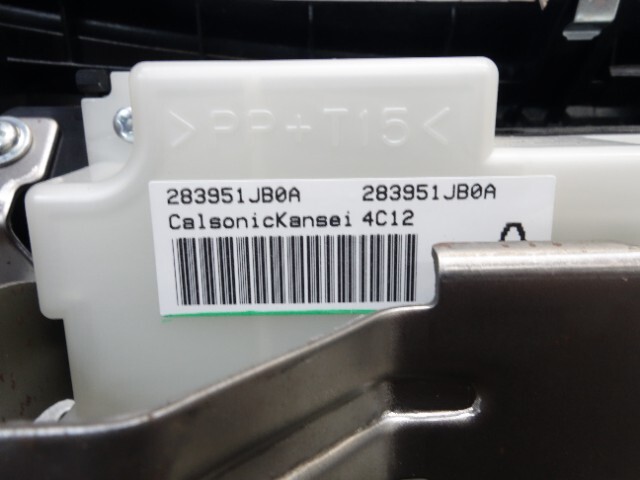 >PP+T15<
283951JB0A 283951JB0A
CalsonicKansei 4C12
A